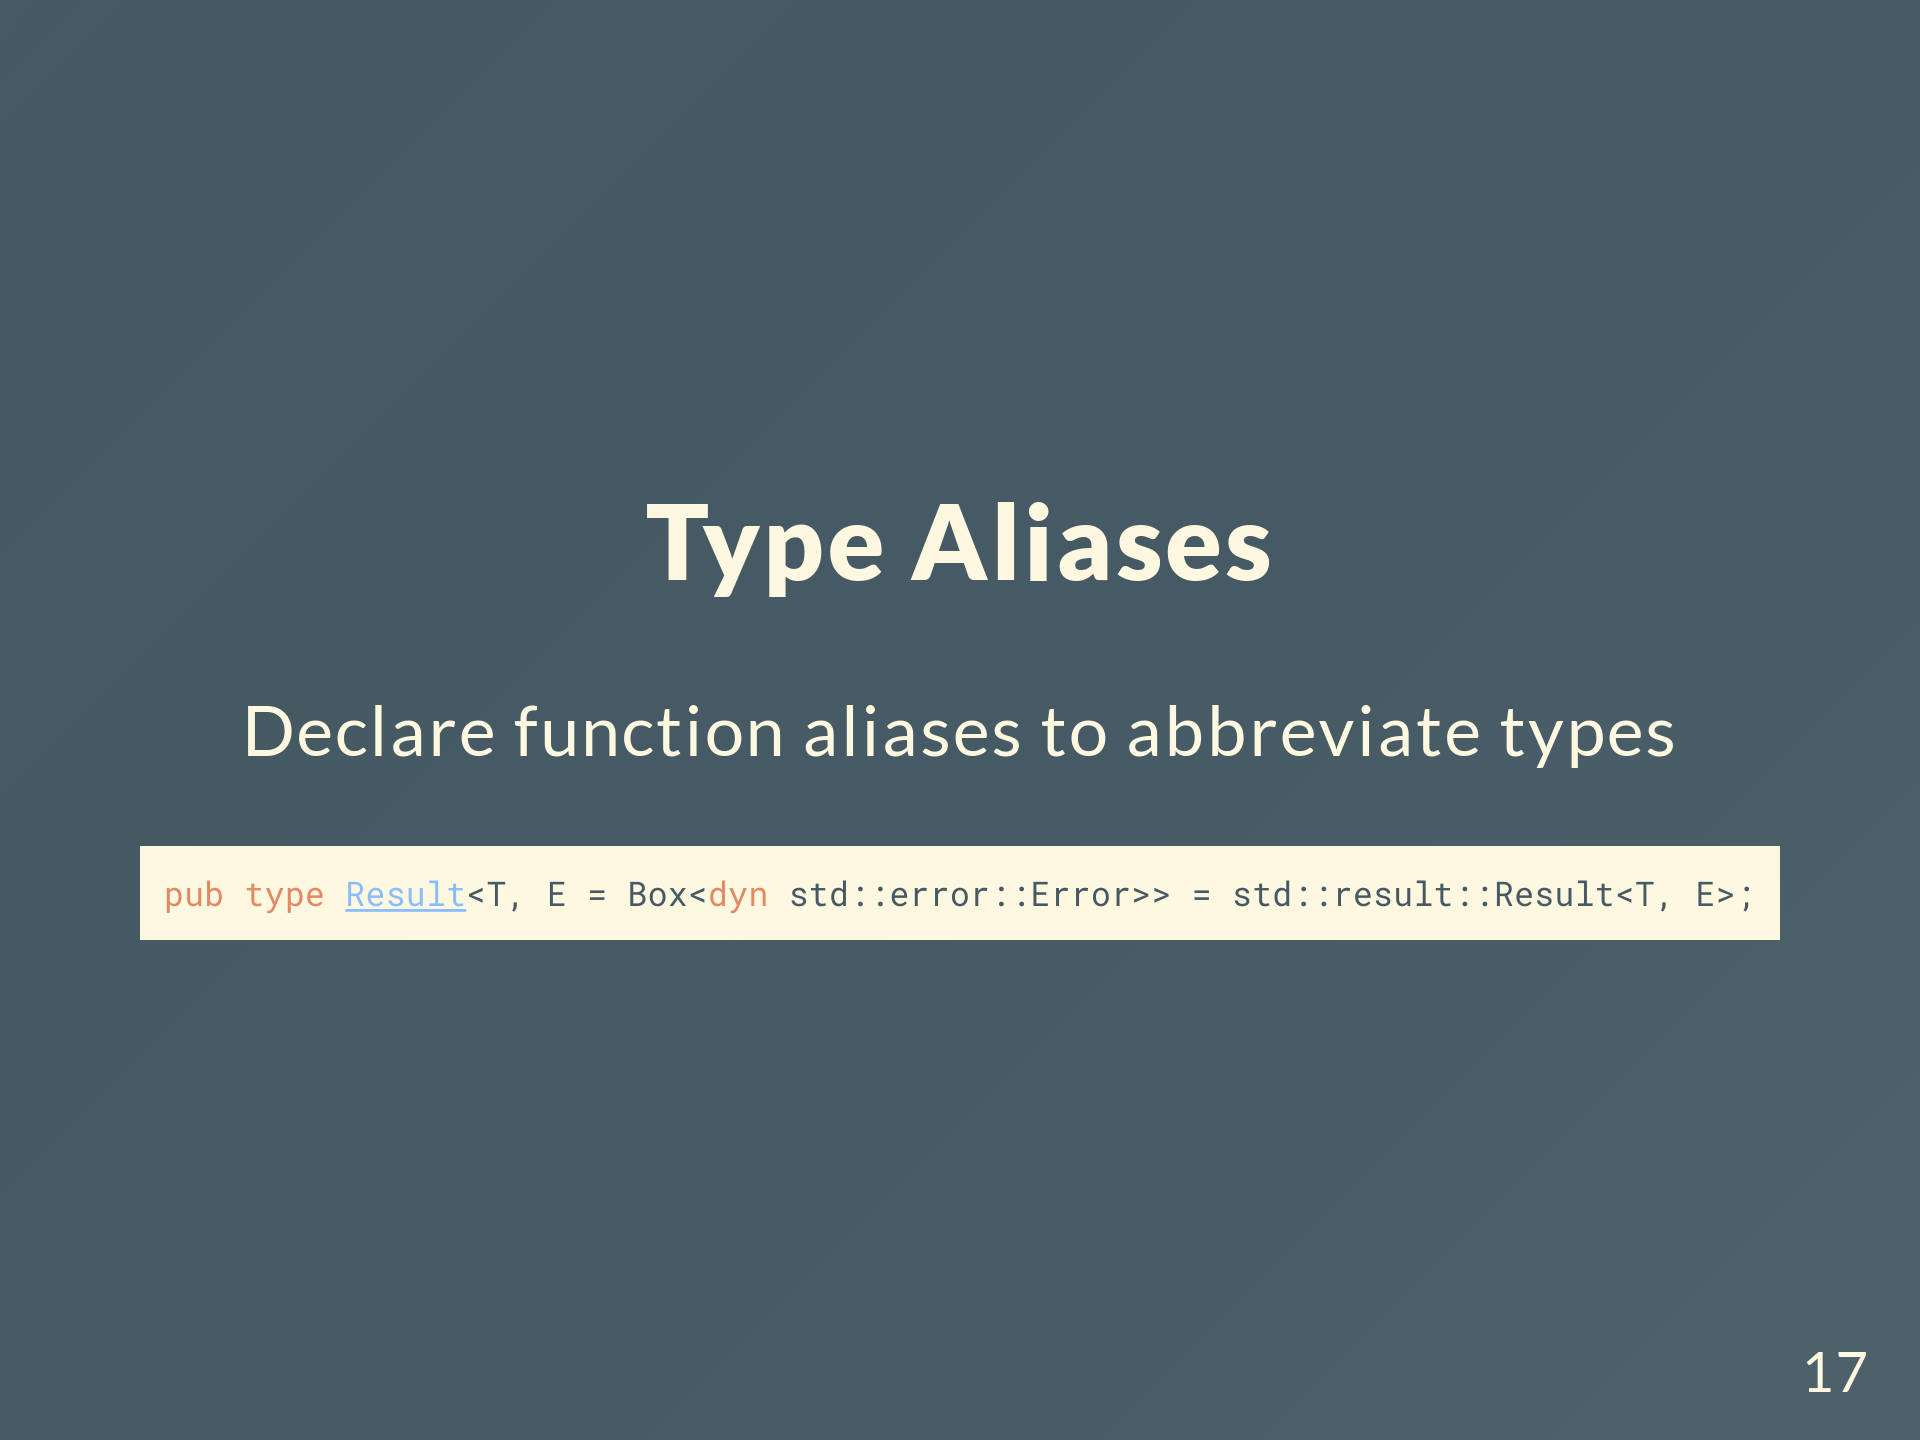 Type Aliases
Declare function aliases to abbreviate types
pub type Result<T, E = Box<dyn std::error::Error>> = std::result::Result<T, E>;
17